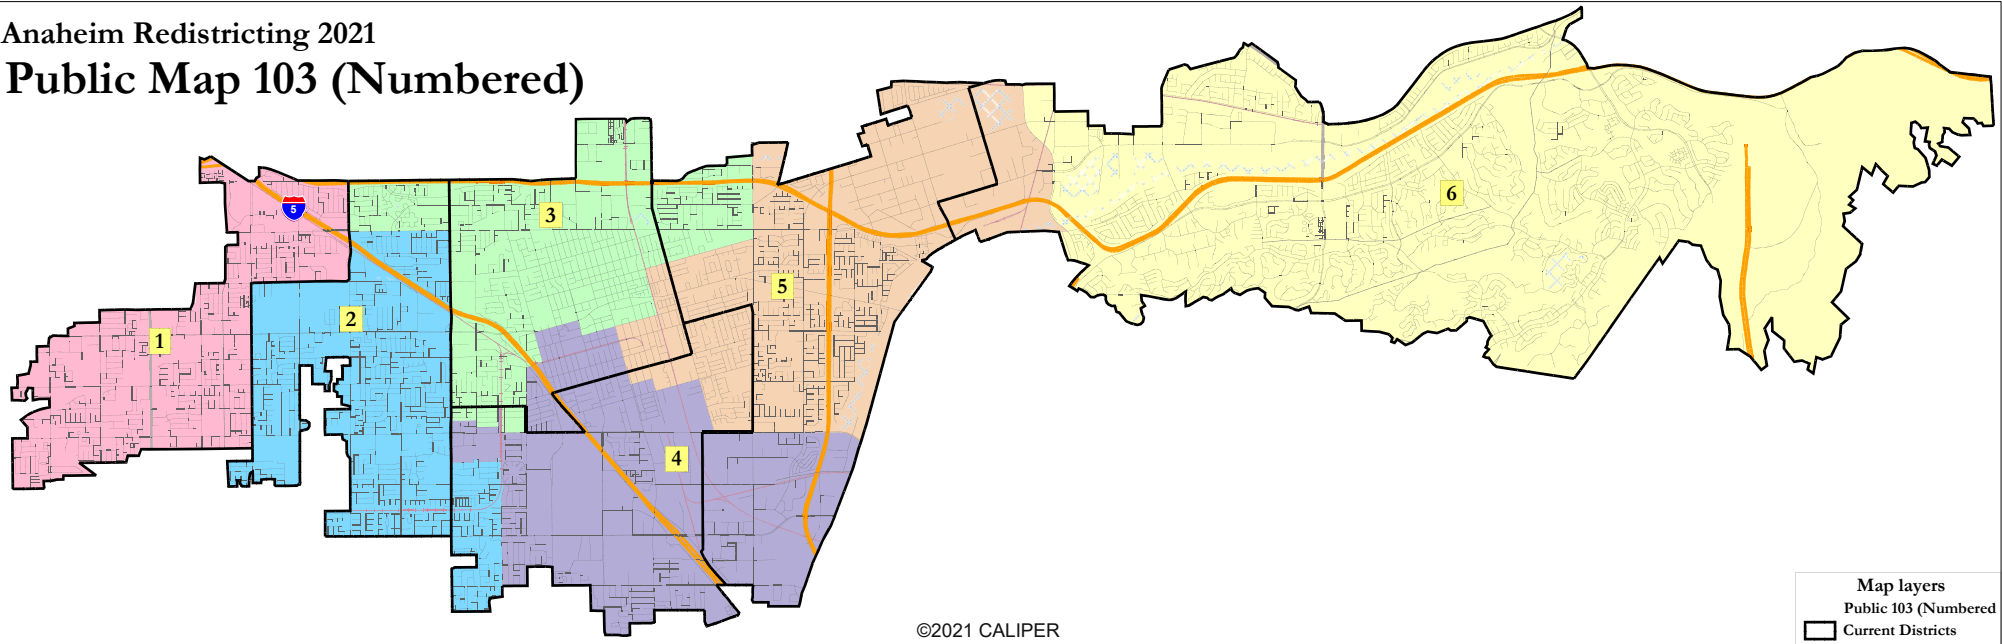 Anaheim Redistricting 2021
Public Map 103 (Numbered)
5
3
6
5
2
1
4
Map layers
Public 103 (Numbered
Current Districts
©2021 CALIPER